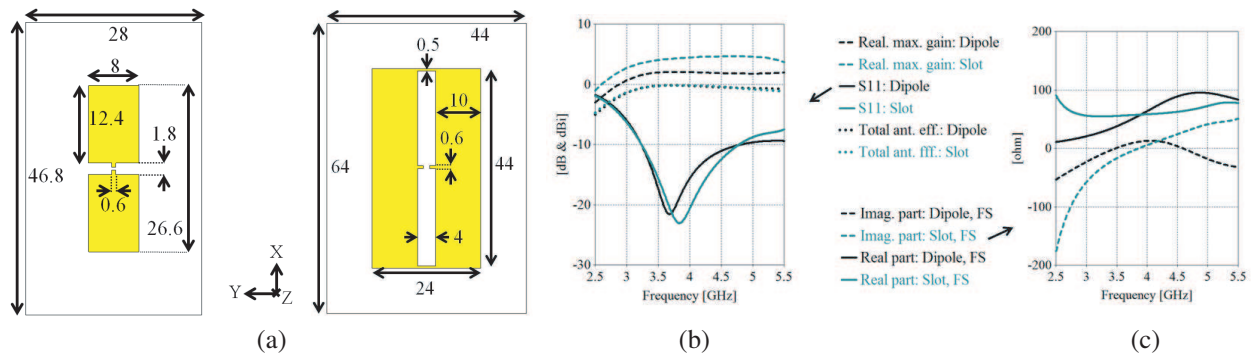 28
8
12.4
1.8
46.8
0.6
26.6
X
Y
Z
44
0.5
10
0.6
64
44
4
24
(a)
10
0
-10
-20
-30
[dB & dBi]
2.5 3 3.5 4 4.5 5 5.5
Frequency [GHz]
(b)
Real. max. gain: Dipole
Real. max. gain: Slot
S11: Dipole
S11: Slot
Total ant. eff.: Dipole
Total ant. fff.: Slot
Imag. part: Dipole, FS
Imag. part: Slot, FS
Real part: Dipole, FS
Real part: Slot, FS
200
100
0
-100
-200
[ohm]
2.5 3 3.5 4 4.5 5 5.5
Frequency [GHz]
(c)